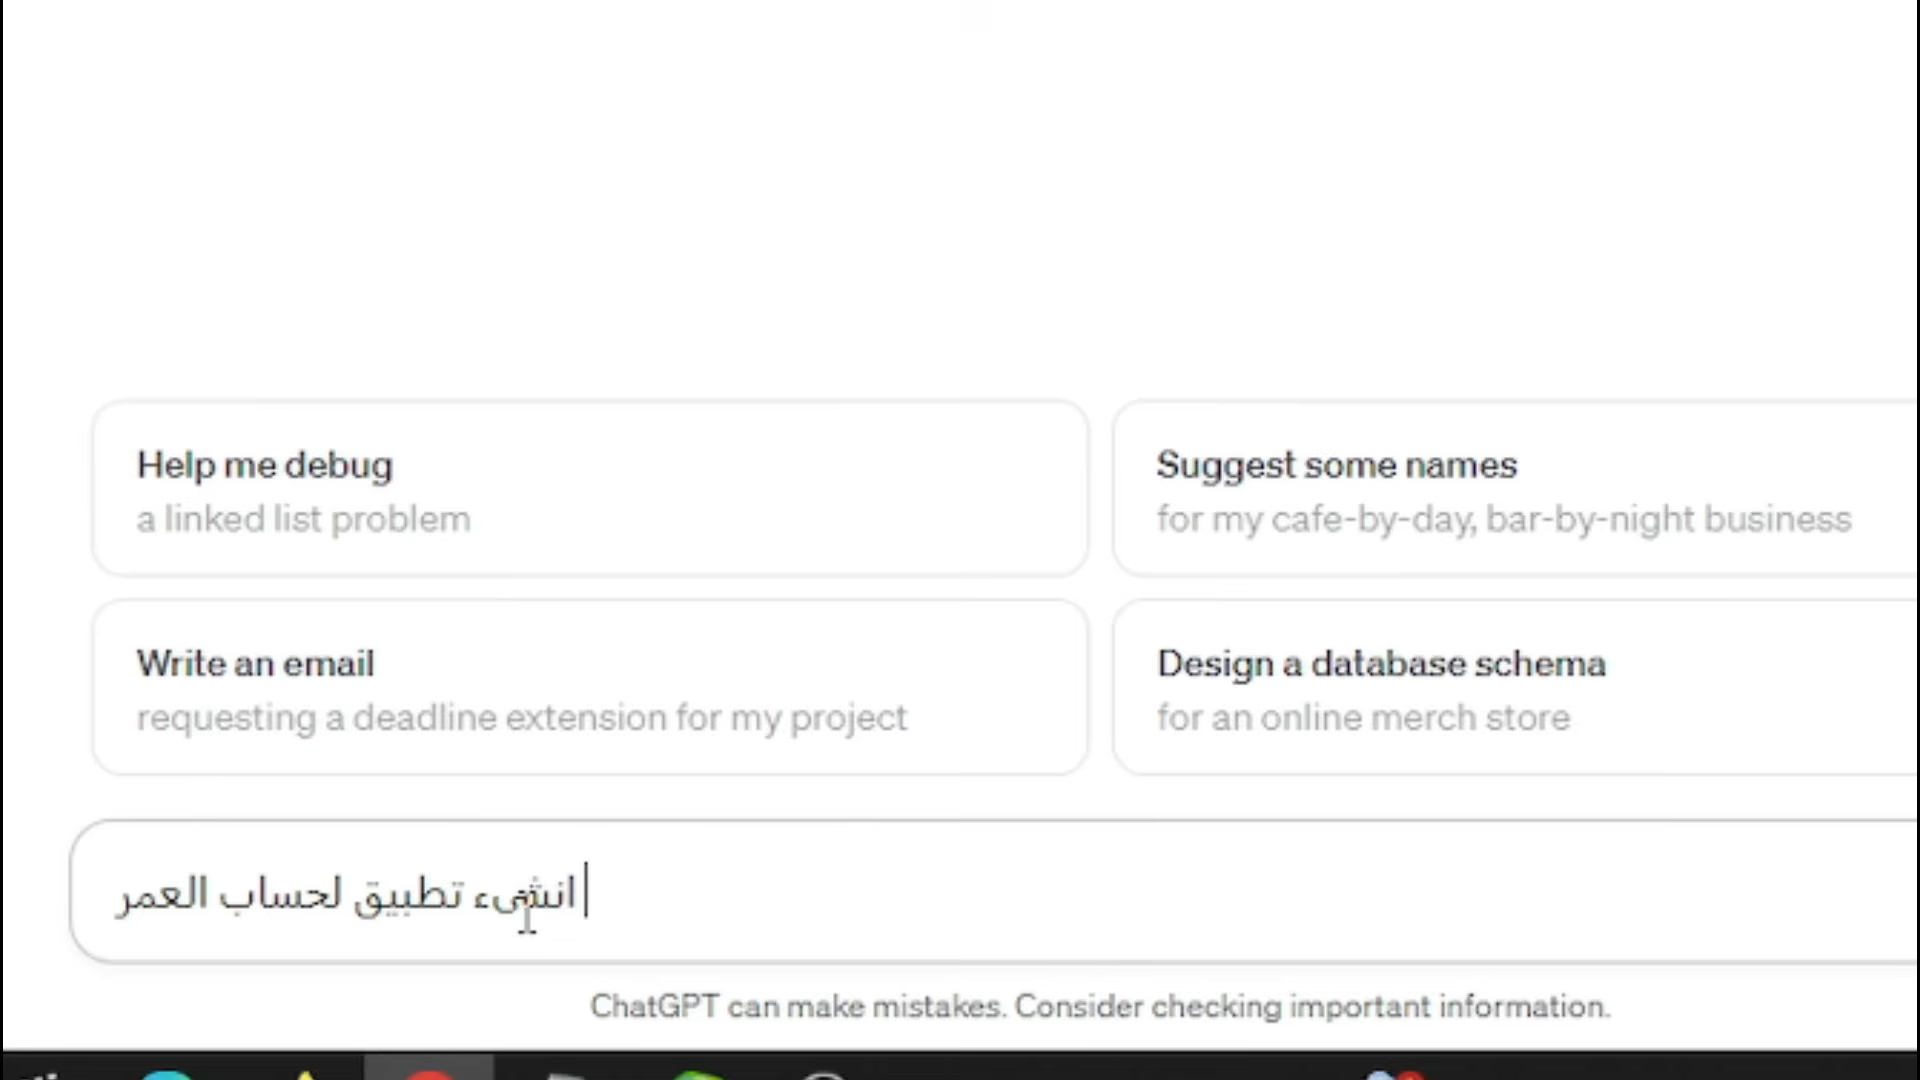 Help me debug
a linked list problem
Suggest some names
for my cafe-by-day, bar-by-night business
Write an email
requesting a deadline extension for my project
Design a database schema
for an online merch store
انشىء تطبيق لحساب العمر
ChatGPT can make mistakes. Consider checking important information.